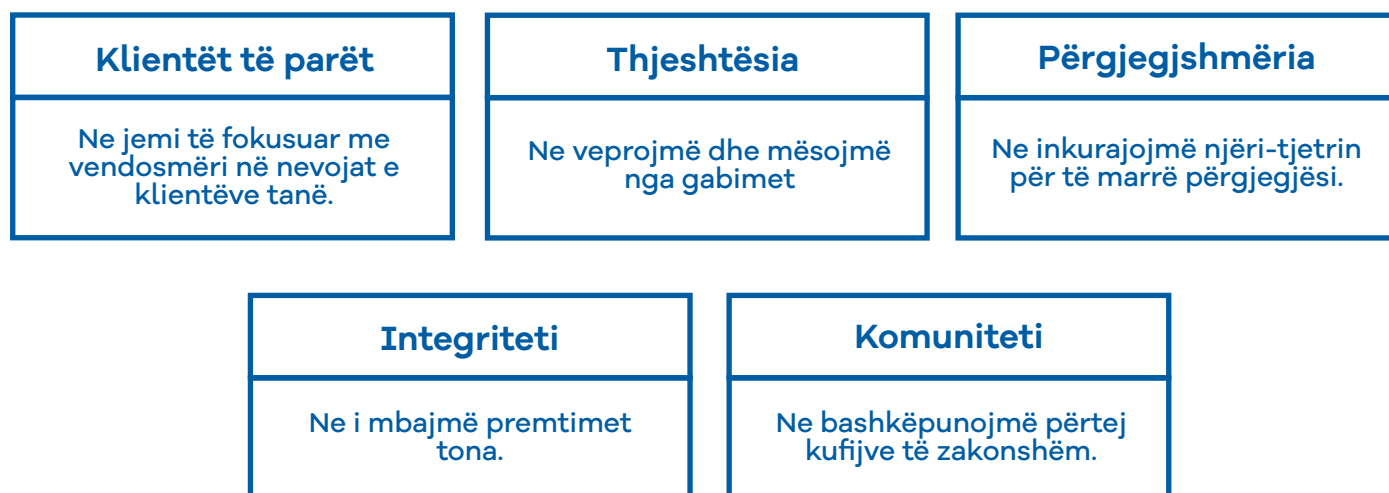 Klientët të parët
Ne jemi të fokusuar me
vendosmëri në nevojat e
klientëve tanë.
Thjeshtësia
Ne veprojmë dhe mësojmë
nga gabimet
Përgjegjshmëria
Ne inkurajojmë njëri-tjetrin
për të marrë përgjegjësi.
Integriteti
Ne i mbajmë premtimet
tona.
Komuniteti
Ne bashkëpunojmë përtej
kufijve të zakonshëm.